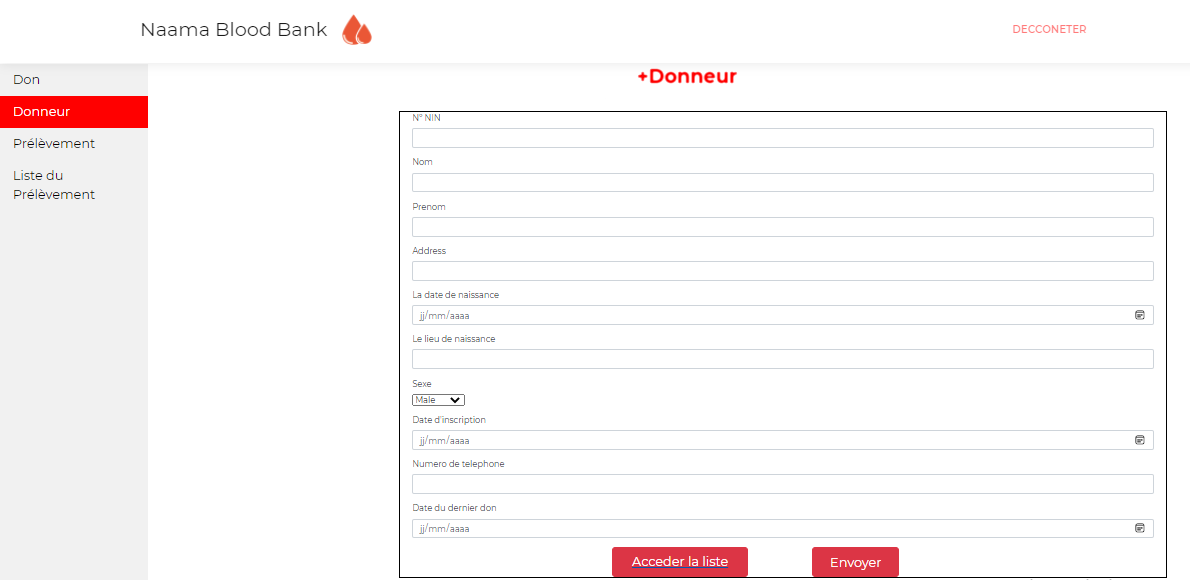 Naama Blood Bank
DECCONETER
Don
Donneur
Prélèvement
Liste du
Prélèvement
+Donneur
N° NIN
Nom
Prenom
Address
La date de naissance
jj/mm/aaaa
Le lieu de naissance
Sexe
Male
Date d'inscription
jj/mm/aaaa
Numero de telephone
Date du dernier don
jj/mm/aaaa
Acceder la liste
Envoyer